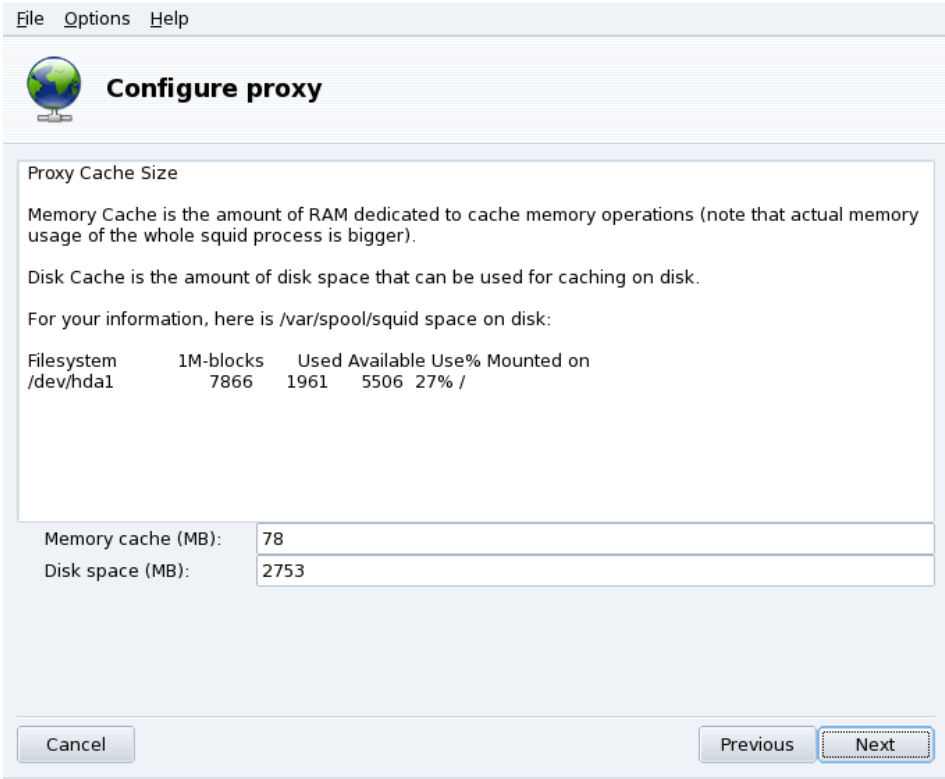 File Options Help
Configure proxy
Proxy Cache Size
Memory Cache is the amount of RAM dedicated to cache memory operations (note that actual memory
usage of the whole squid process is bigger).
Disk Cache is the amount of disk space that can be used for caching on disk.
For your information, here is /var/spool/squid space on disk:
Filesystem 1M-blocks Used Available Use% Mounted on
/dev/hda1 7866 1961 5506 27% /
Memory cache (MB): 78
Disk space (MB): 2753
Cancel Previous Next